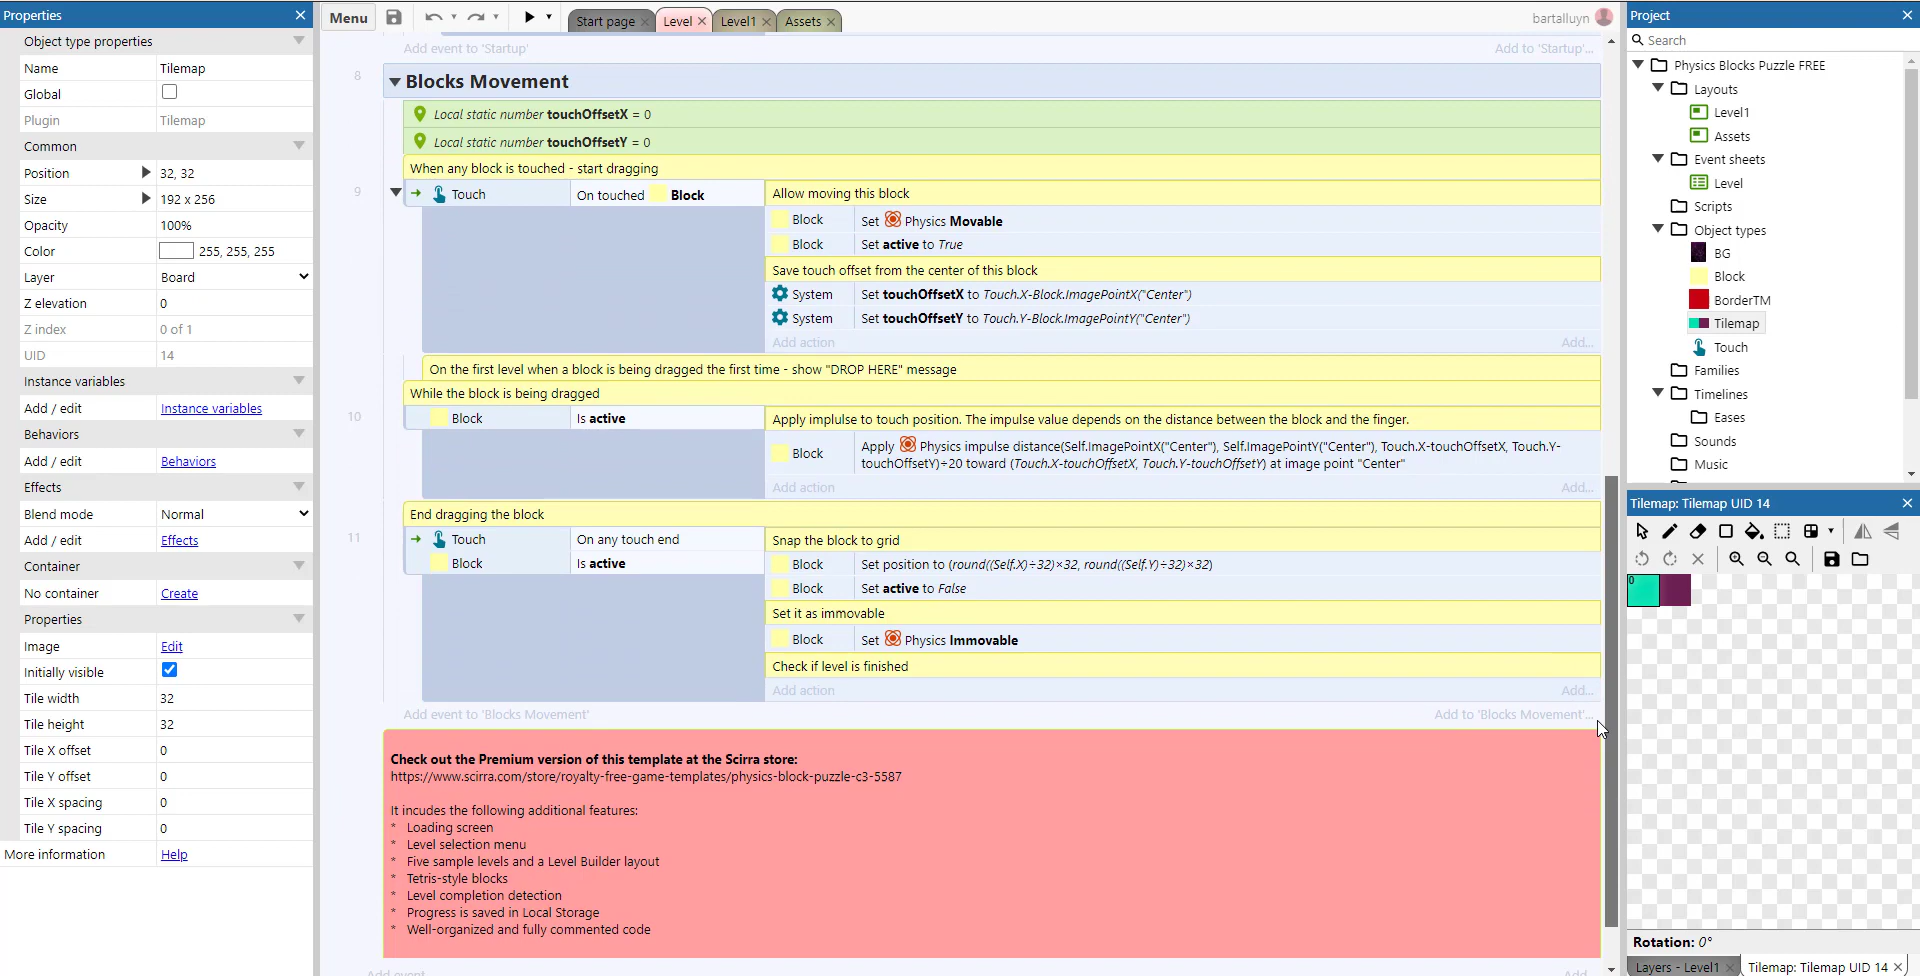 Properties
Object type properties
Name Tilemap
Global
Plugin Tilemap
Common
Position 32, 32
Size 192 x 256
Opacity 100%
Color 255, 255, 255
Layer Board
Z elevation 0
Z index 0 of 1
UID 14
Instance variables
Add / edit Instance variables
Behaviors
Add / edit Behaviors
Effects
Blend mode Normal
Add / edit Effects
Container
No container Create
Properties
Image Edit
Initially visible
Tile width 32
Tile height 32
Tile X offset 0
Tile Y offset 0
Tile X spacing 0
Tile Y spacing 0
More information Help
Menu Start page Level Level1 Assets bartalluyn
Add event to 'Startup' Add to 'Startup'...
8 Blocks Movement
Local static number touchOffsetX = 0
Local static number touchOffsetY = 0
When any block is touched - start dragging
9 Touch On touched Block Allow moving this block
Block Set Physics Movable
Block Set active to True
Save touch offset from the center of this block
System Set touchOffsetX to Touch.X-Block.ImagePointX("Center")
System Set touchOffsetY to Touch.Y-Block.ImagePointY("Center")
Add action Add...
On the first level when a block is being dragged the first time - show "DROP HERE" message
While the block is being dragged
10 Block Is active Apply implulse to touch position. The impulse value depends on the distance between the block and the finger.
Block Apply Physics impulse distance(Self.ImagePointX("Center"), Self.ImagePointY("Center"), Touch.X-touchOffsetX, Touch.Y-
touchOffsetY)÷20 toward (Touch.X-touchOffsetX, Touch.Y-touchOffsetY) at image point "Center"
Add action Add...
End dragging the block
11 Touch On any touch end Snap the block to grid
Block Is active Block Set position to (round((Self.X)÷32)×32, round((Self.Y)÷32)×32)
Block Set active to False
Set it as immovable
Block Set Physics Immovable
Check if level is finished
Add action Add...
Add event to 'Blocks Movement' Add to 'Blocks Movement'...
Check out the Premium version of this template at the Scirra store:
https://www.scirra.com/store/royalty-free-game-templates/physics-block-puzzle-c3-5587
It incudes the following additional features:
* Loading screen
* Level selection menu
* Five sample levels and a Level Builder layout
* Tetris-style blocks
* Level completion detection
* Progress is saved in Local Storage
* Well-organized and fully commented code
Add event Add...
Project
Search
Physics Blocks Puzzle FREE
Layouts
Level1
Assets
Event sheets
Level
Scripts
Object types
BG
Block
BorderTM
Tilemap
Touch
Families
Timelines
Eases
Sounds
Music
Tilemap: Tilemap UID 14
0
Rotation: 0°
Layers - Level1 Tilemap: Tilemap UID 14